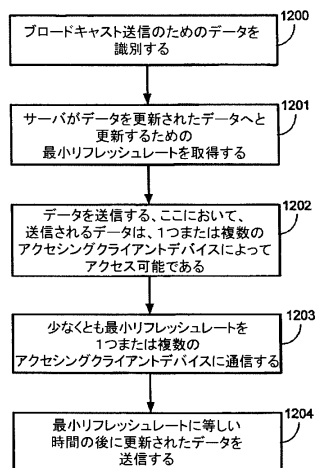 1200
ブロードキャスト送信のためのデータを
識別する
1201
サーバがデータを更新されたデータへと
更新するための
最小リフレッシュレートを取得する
1202
データを送信する、ここにおいて、
送信されるデータは、1つまたは複数の
アクセシングクライアントデバイスによって
アクセス可能である
1203
少なくとも最小リフレッシュレートを
1つまたは複数の
アクセシングクライアントデバイスに通信する
1204
最小リフレッシュレートに等しい
時間の後に更新されたデータを
送信する